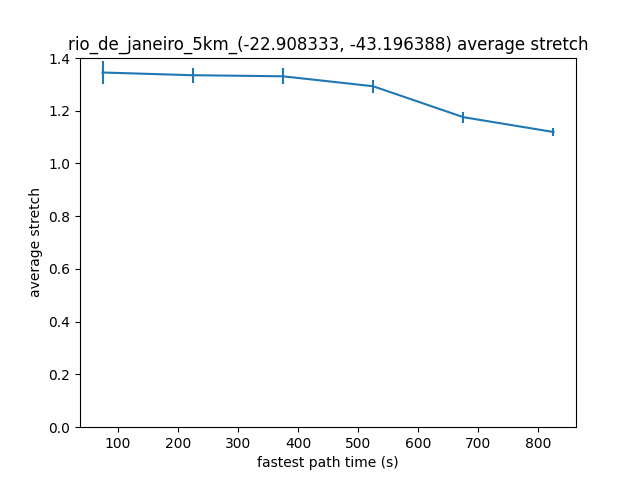 rio_de_janeiro_5km_(-22.908333, -43.196388) average stretch
1.4
1.2
1.0
0.8
0.6
0.4
0.2
0.0
average stretch
100 200 300 400 500 600 700 800
fastest path time (s)